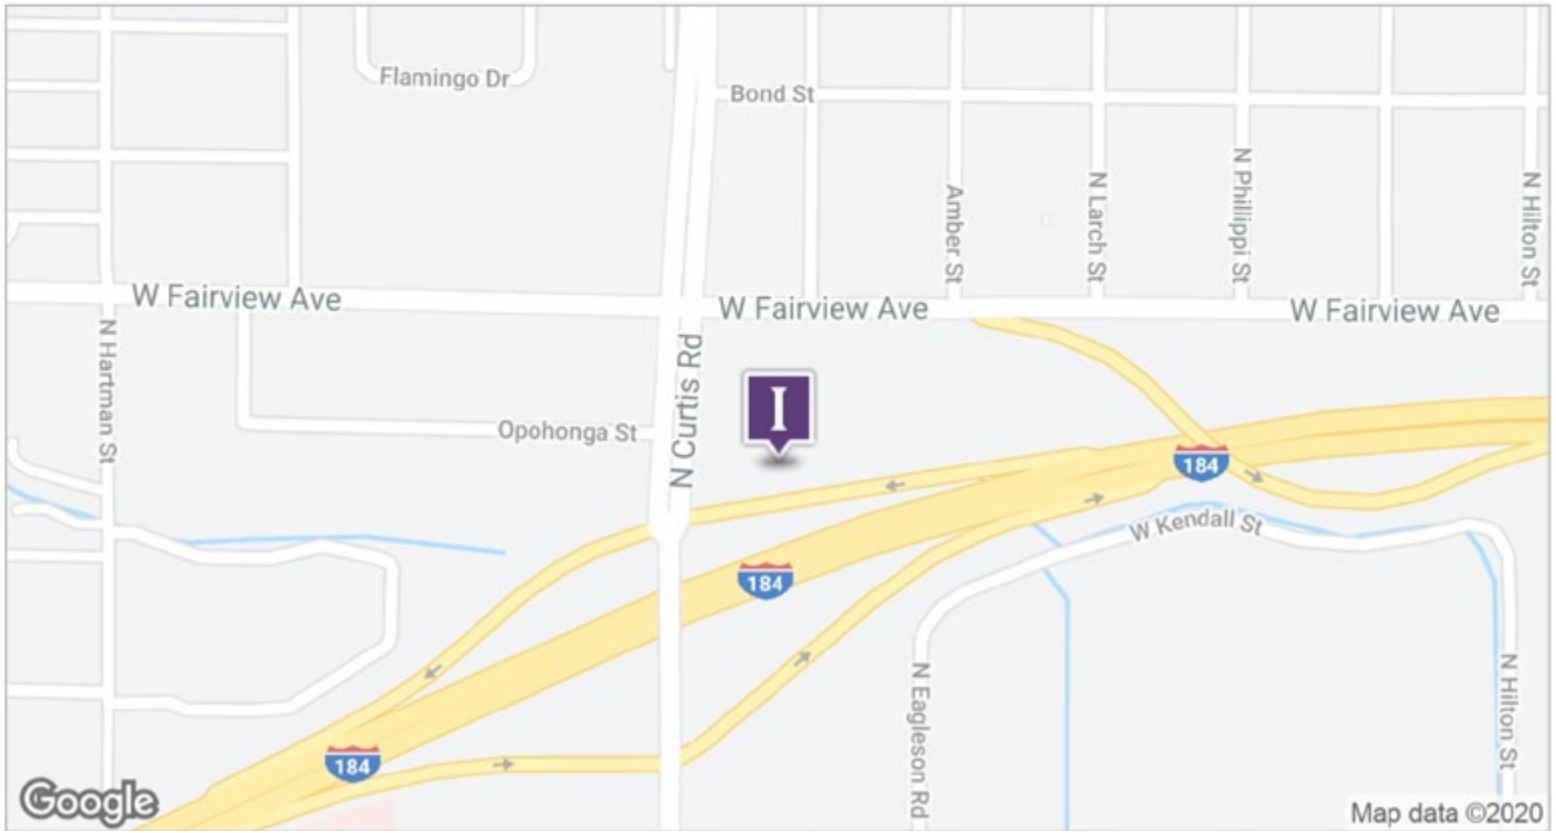 Flamingo Dr
Bond St
N Phillippi St
N Larch St
N Hilton St
Amber St
W Fairview Ave
W Fairview Ave
W Fairview Ave
N Hartman St
N Curtis Rd
I
Opohonga St
184
W Kendall St
184
N Eagleson Rd
N Hilton St
184
Google
Map data ©2020